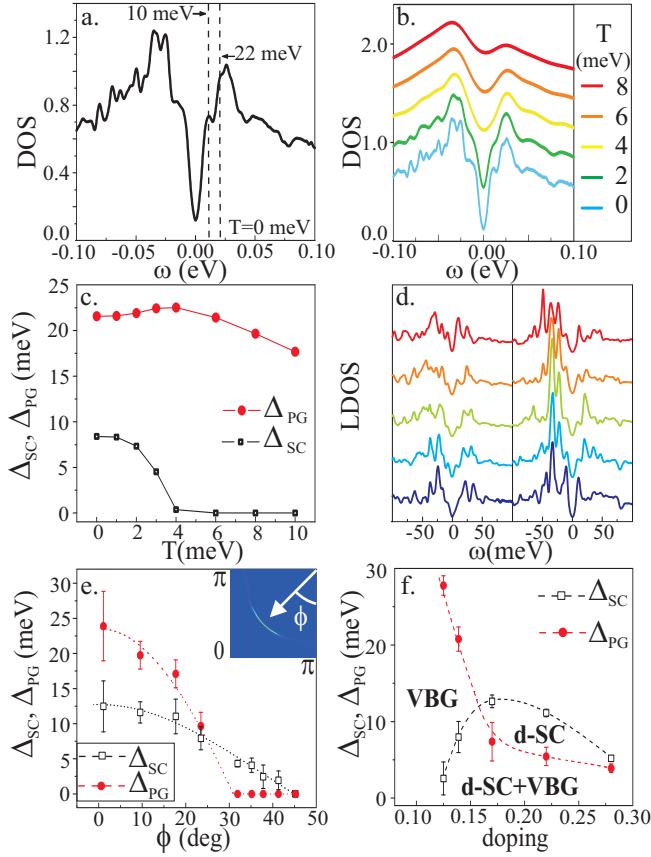 a.
10 meV
22 meV
1.2
0.8
0.4
0.0
DOS
T=0 meV
-0.10 -0.05 0.00 0.05 0.10
ω (eV)
b.
2.0
1.0
0.0
DOS
-0.10 0.00 0.10
ω (eV)
T
(meV)
8
6
4
2
0
c.
25
20
15
10
5
0
Δ_SC, Δ_PG (meV)
Δ_PG
Δ_SC
0 2 4 6 8 10
T(meV)
d.
LDOS
-50 0 50 -50 0 50
ω(meV)
e.
30
25
20
15
10
5
0
Δ_SC, Δ_PG (meV)
π
0
π
ϕ
Δ_SC
Δ_PG
0 10 20 30 40 50
ϕ (deg)
f.
30
20
10
0
Δ_SC, Δ_PG (meV)
Δ_SC
Δ_PG
VBG
d-SC
d-SC+VBG
0.10 0.15 0.20 0.25 0.30
doping